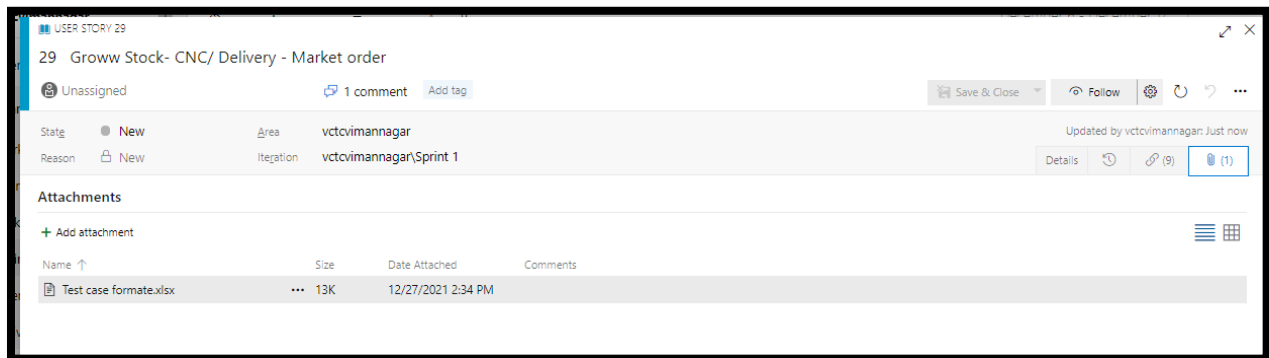 USER STORY 29
29 Groww Stock- CNC/ Delivery - Market order
Unassigned 1 comment Add tag Save & Close Follow
State New Area vctcvimannagar Updated by vctcvimannagar: Just now
Reason New Iteration vctcvimannagar\Sprint 1 Details (9) (1)
Attachments
+ Add attachment
Name Size Date Attached Comments
Test case formate.xlsx ... 13K 12/27/2021 2:34 PM